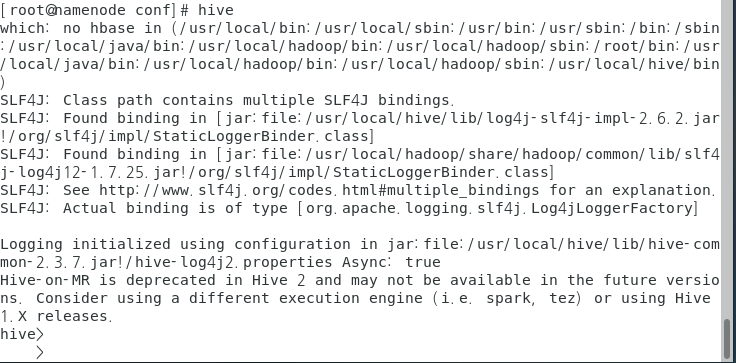 [root@namenode conf]# hive
which: no hbase in (/usr/local/bin:/usr/local/sbin:/usr/bin:/usr/sbin:/bin:/sbin
:/usr/local/java/bin:/usr/local/hadoop/bin:/usr/local/hadoop/sbin:/root/bin:/usr
/local/java/bin:/usr/local/hadoop/bin:/usr/local/hadoop/sbin:/usr/local/hive/bin
)
SLF4J: Class path contains multiple SLF4J bindings.
SLF4J: Found binding in [jar:file:/usr/local/hive/lib/log4j-slf4j-impl-2.6.2.jar
!/org/slf4j/impl/StaticLoggerBinder.class]
SLF4J: Found binding in [jar:file:/usr/local/hadoop/share/hadoop/common/lib/slf4
j-log4j12-1.7.25.jar!/org/slf4j/impl/StaticLoggerBinder.class]
SLF4J: See http://www.slf4j.org/codes.html#multiple_bindings for an explanation.
SLF4J: Actual binding is of type [org.apache.logging.slf4j.Log4jLoggerFactory]

Logging initialized using configuration in jar:file:/usr/local/hive/lib/hive-com
mon-2.3.7.jar!/hive-log4j2.properties Async: true
Hive-on-MR is deprecated in Hive 2 and may not be available in the future versio
ns. Consider using a different execution engine (i.e. spark, tez) or using Hive
1.X releases.
hive>
    >